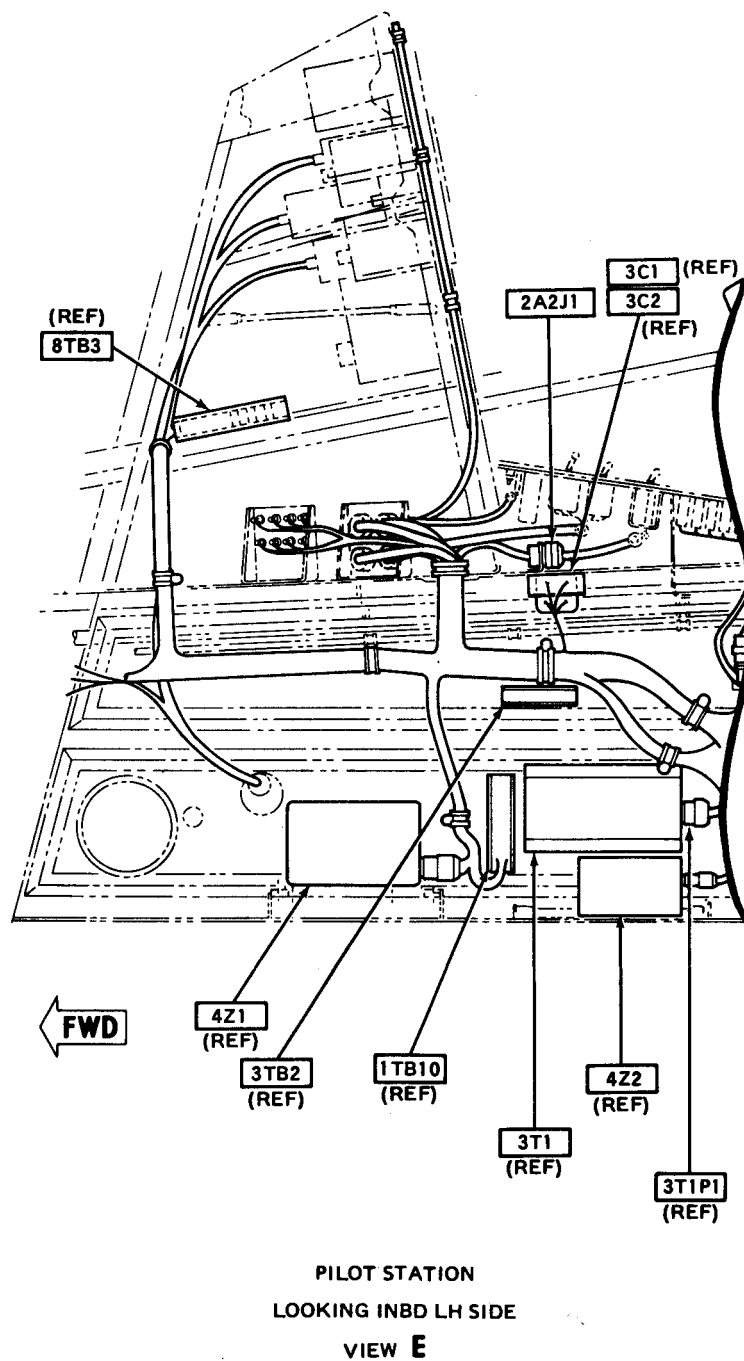 3C1 (REF)
2A2J1
3C2
(REF)
(REF)
8TB3
FWD
4Z1
(REF)
3TB2
(REF)
1TB10
(REF)
4Z2
(REF)
3T1
(REF)
3T1P1
(REF)
PILOT STATION
LOOKING INBD LH SIDE
VIEW E